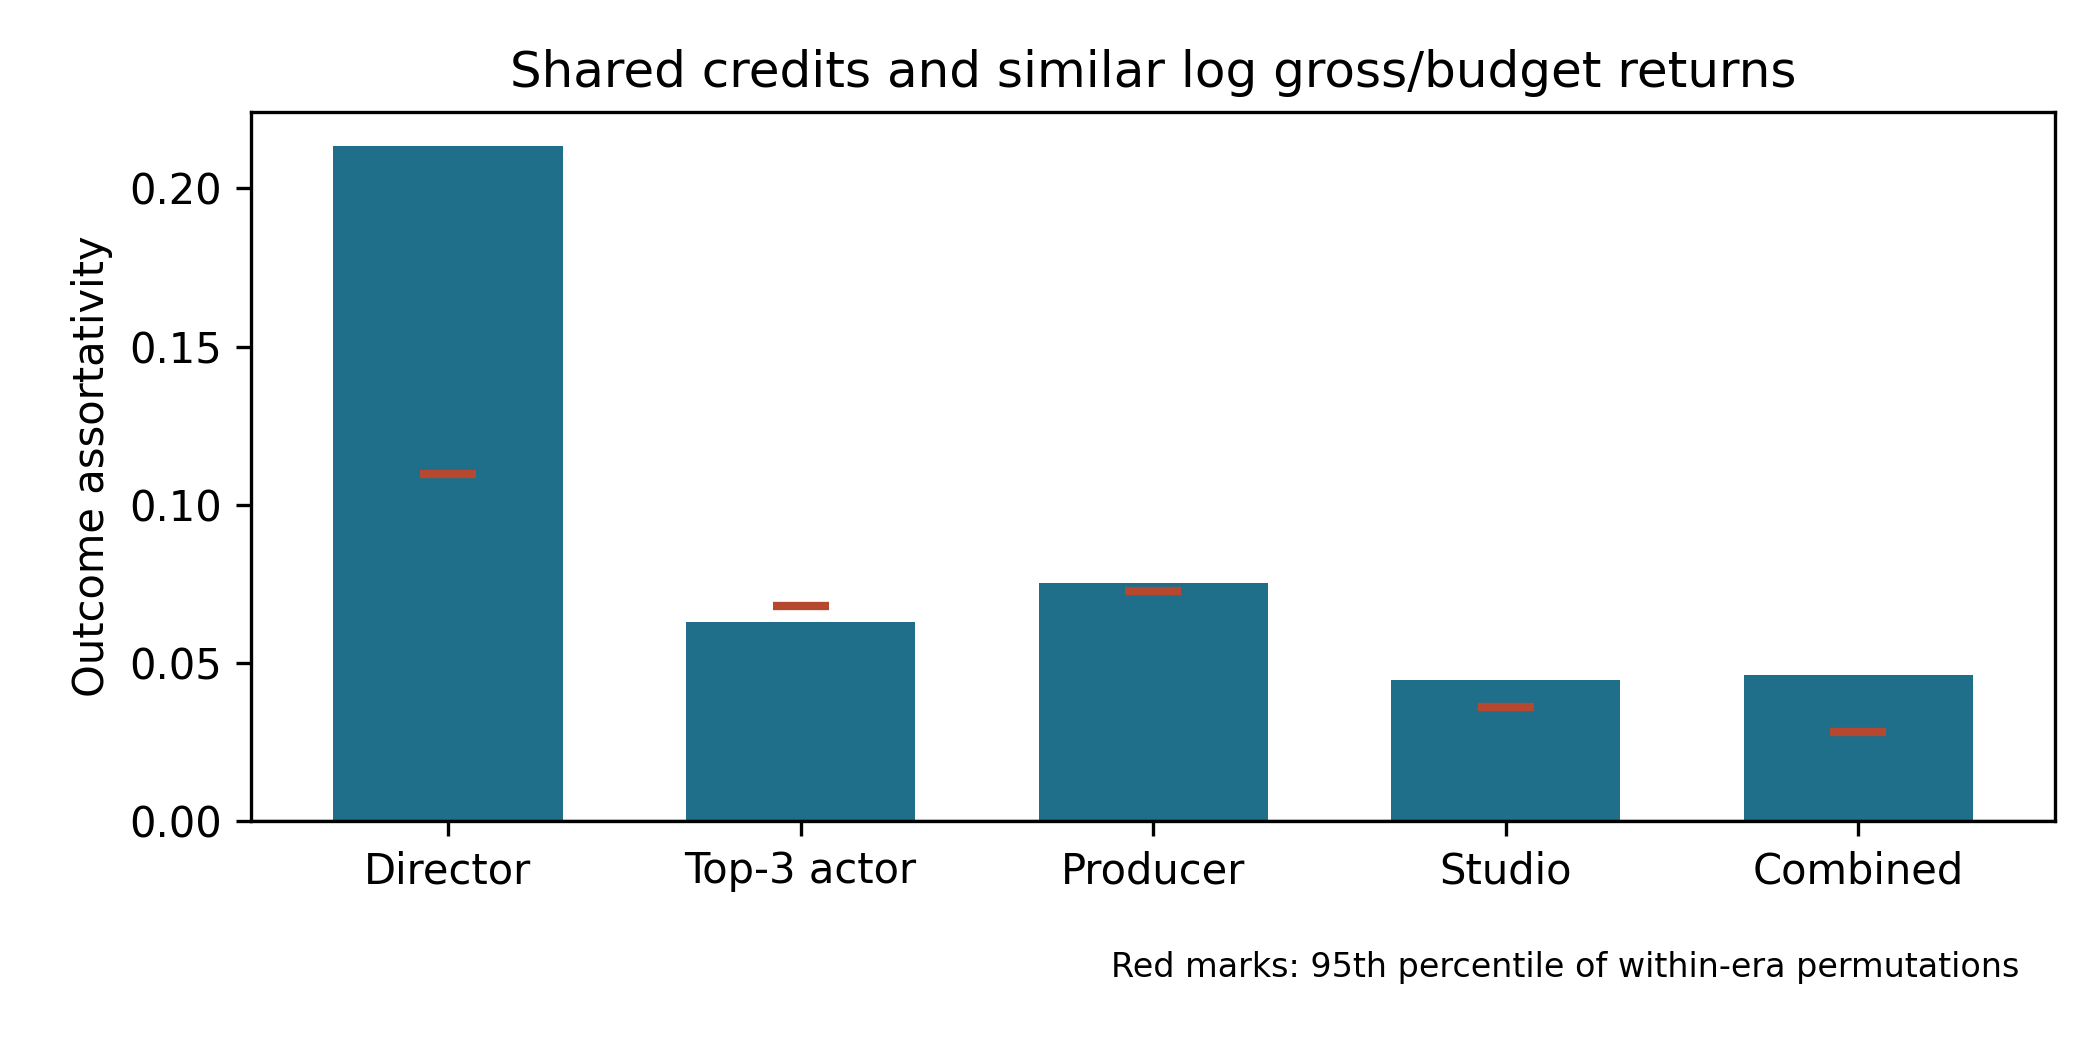 Shared credits and similar log gross/budget returns
Outcome assortativity
0.20
0.15
0.10
0.05
0.00
Director Top-3 actor Producer Studio Combined
Red marks: 95th percentile of within-era permutations